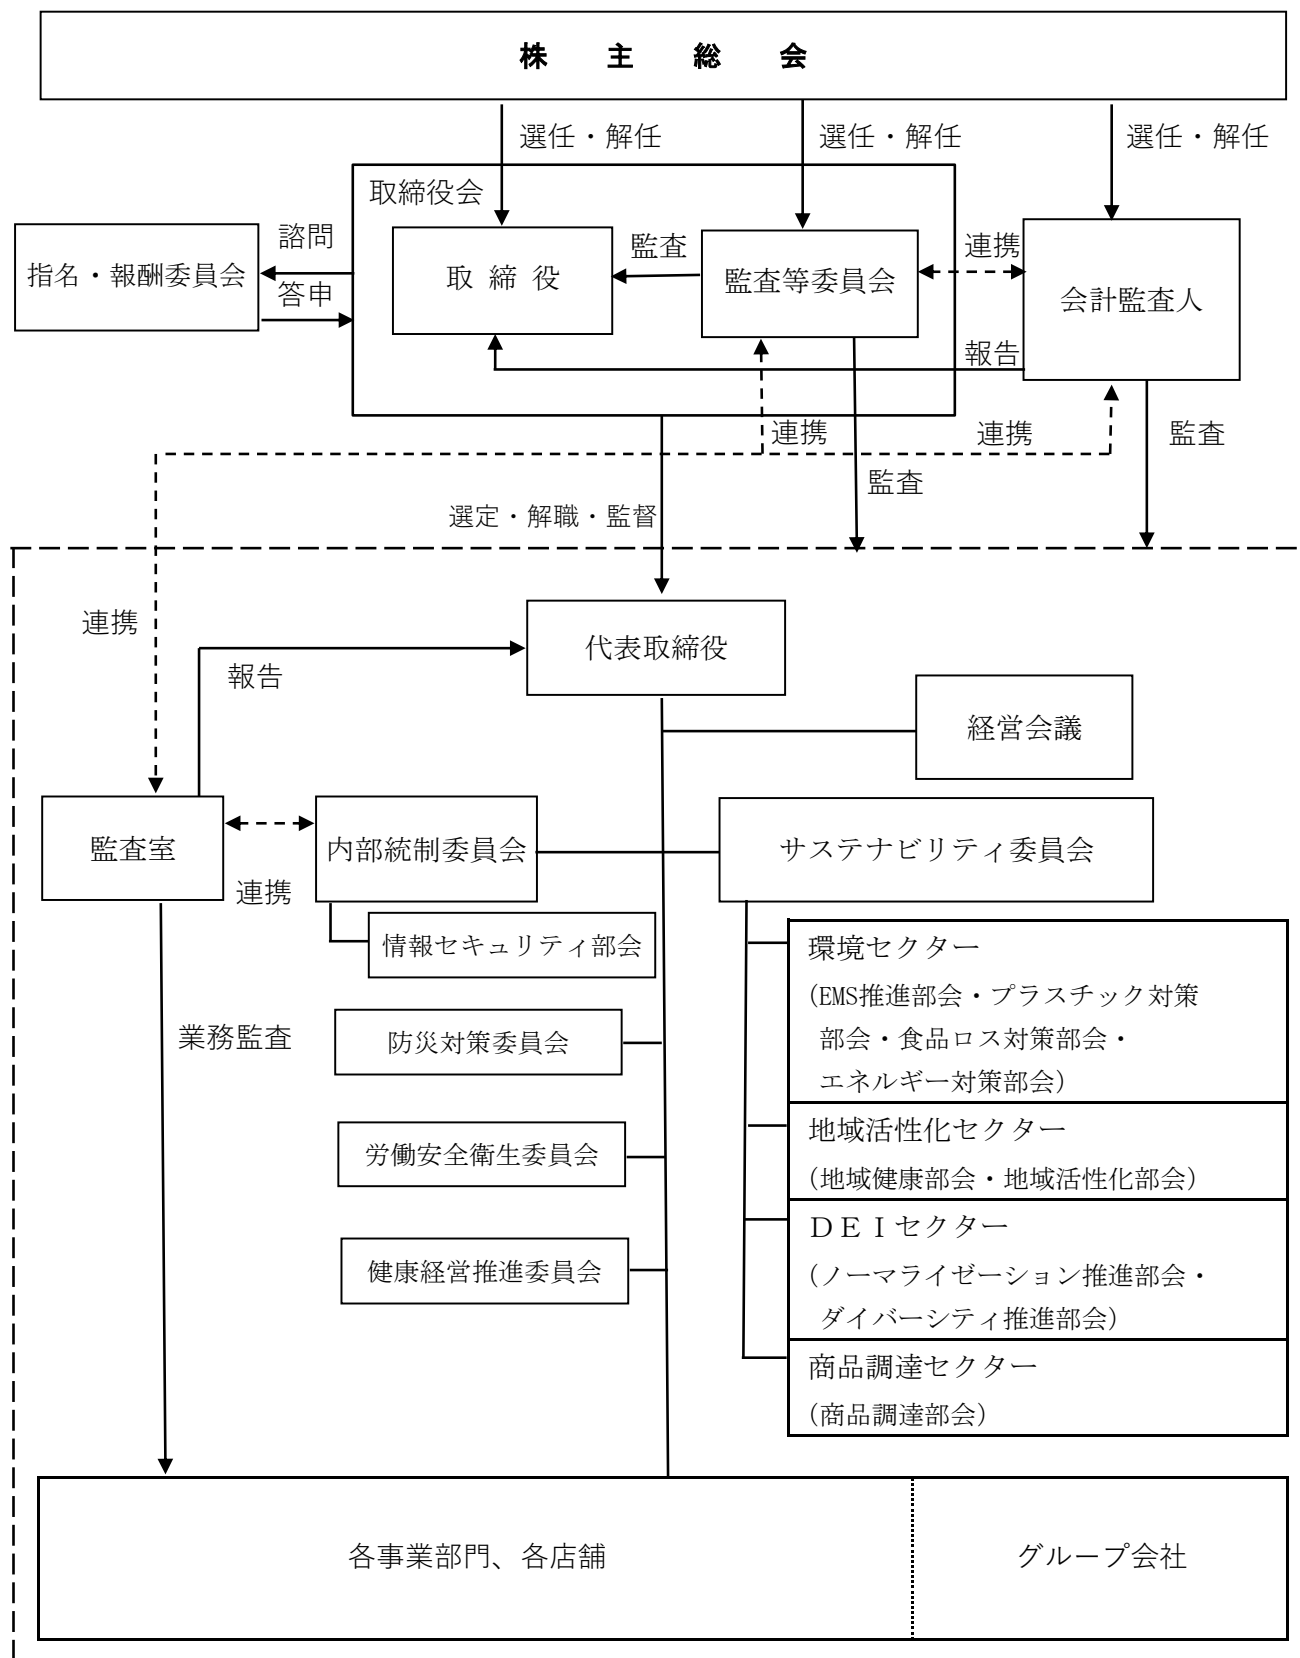 株 主 総 会
選任・解任
選任・解任
選任・解任
取締役会
指名・報酬委員会
諮問
答申
取 締 役
監査
監査等委員会
連携
会計監査人
報告
連携
連携
監査
監査
選定・解職・監督
連携
代表取締役
報告
経営会議
監査室
連携
内部統制委員会
サステナビリティ委員会
情報セキュリティ部会
環境セクター
(EMS推進部会・プラスチック対策
部会・食品ロス対策部会・
エネルギー対策部会)
業務監査
防災対策委員会
地域活性化セクター
(地域健康部会・地域活性化部会)
労働安全衛生委員会
ＤＥＩセクター
(ノーマライゼーション推進部会・
ダイバーシティ推進部会)
健康経営推進委員会
商品調達セクター
(商品調達部会)
各事業部門、各店舗
グループ会社